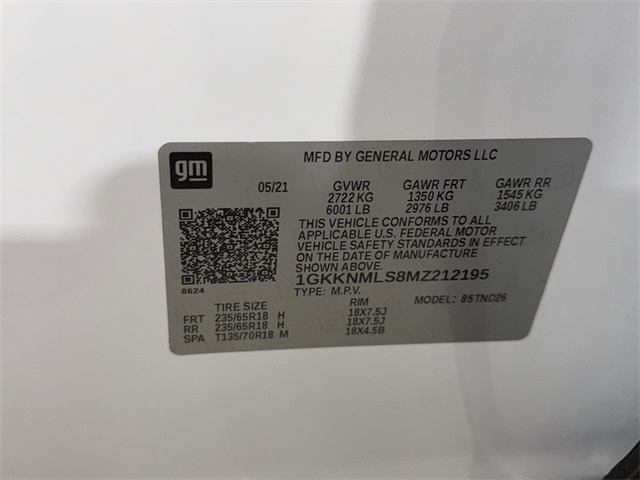 gm
MFD BY GENERAL MOTORS LLC
05/21 GVWR GAWR FRT GAWR RR
2722 KG 1350 KG 1545 KG
6001 LB 2976 LB 3406 LB
THIS VEHICLE CONFORMS TO ALL
APPLICABLE U.S. FEDERAL MOTOR
VEHICLE SAFETY STANDARDS IN EFFECT
ON THE DATE OF MANUFACTURE
SHOWN ABOVE.
1GKKNMLS8MZ212195
8624
TYPE: M.P.V. MODEL: 85TND26
TIRE SIZE RIM
FRT 235/65R18 H 18X7.5J
RR 235/65R18 H 18X7.5J
SPA T135/70R18 M 18X4.5B